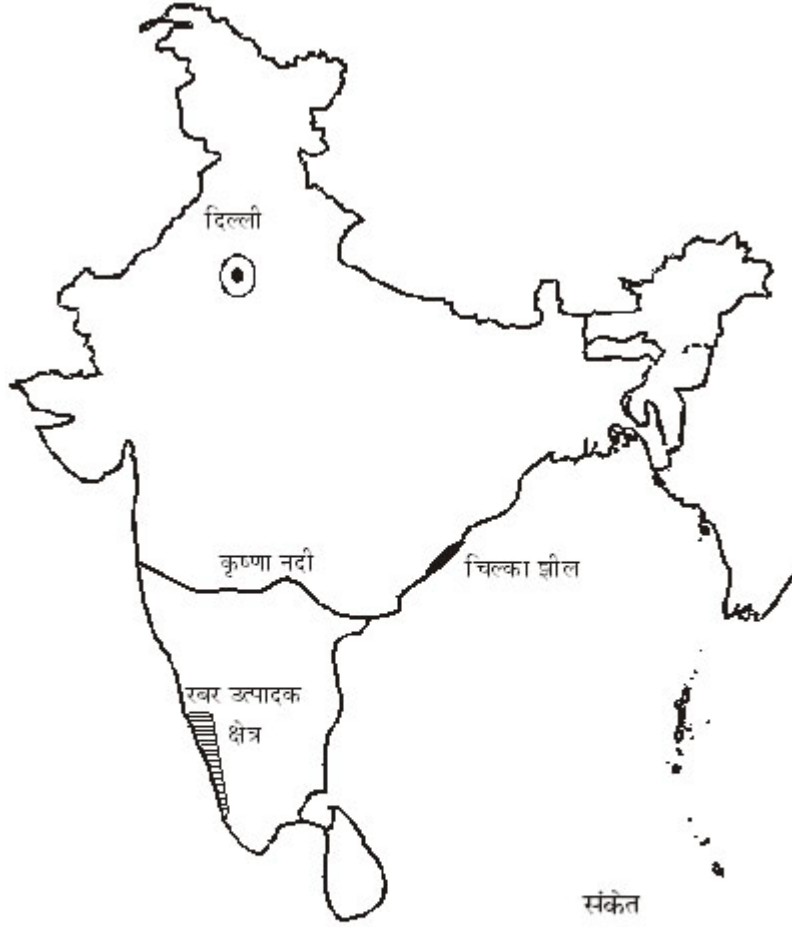 दिल्ली
कृष्णा नदी
चिल्का झील
रबर उत्पादक
क्षेत्र
संकेत